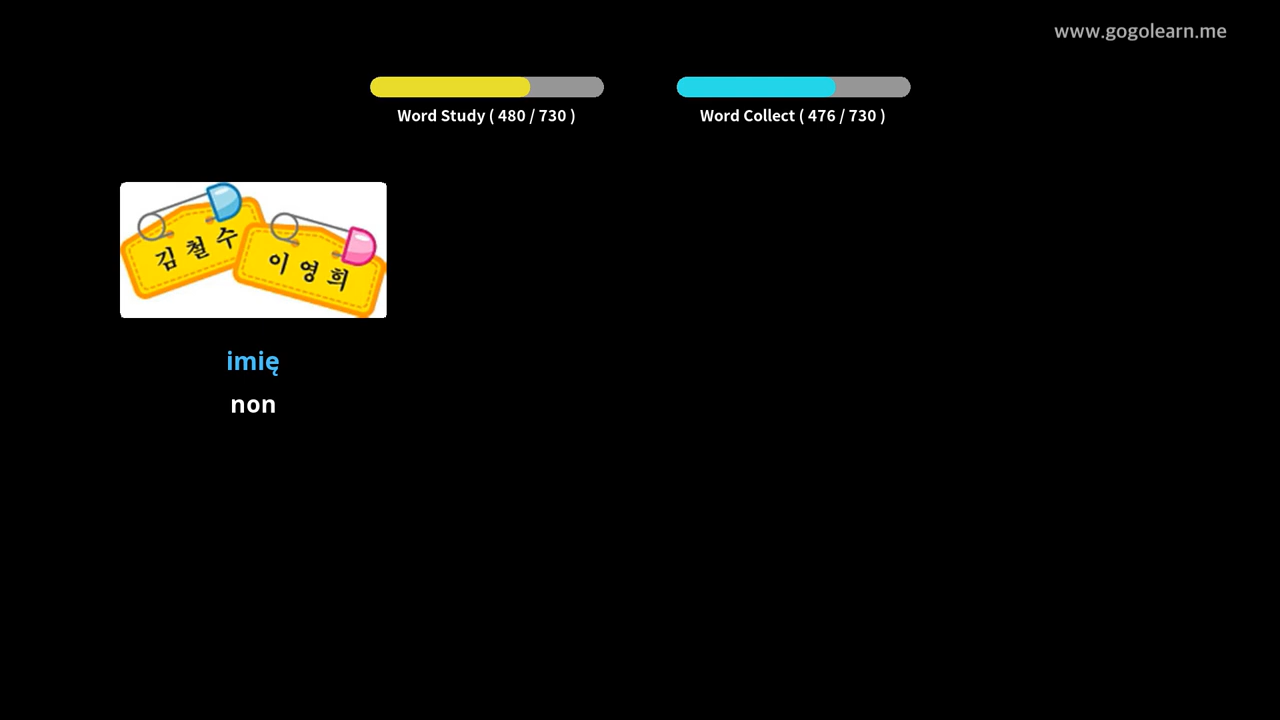 www.gogolearn.me
Word Study ( 480 / 730 )
Word Collect ( 476 / 730 )
김철수
이영희
imię
non